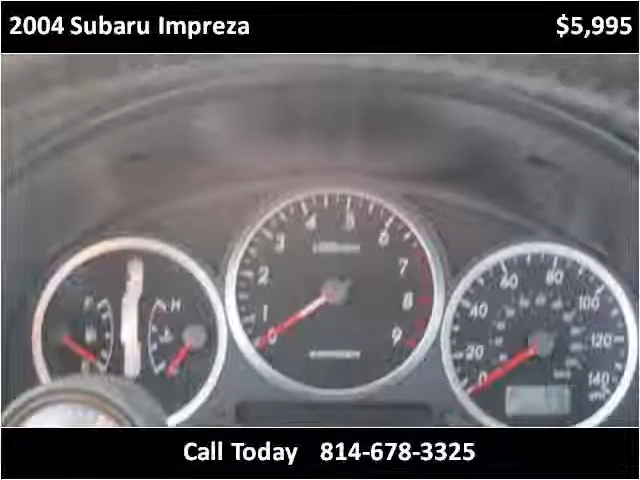 2004 Subaru Impreza $5,995
F H
0 1 2 3 4 5 6 7 8 9
0 20 40 60 80 100 120 140
Call Today 814-678-3325